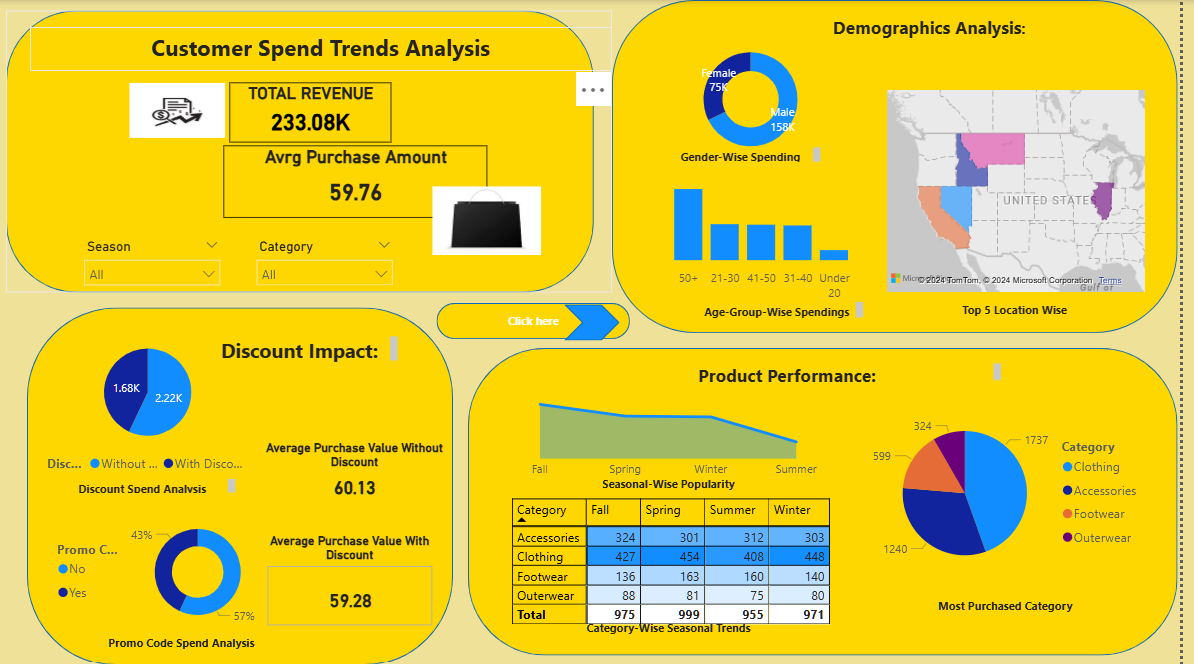 Customer Spend Trends Analysis
TOTAL REVENUE
233.08K
Avrg Purchase Amount
59.76
Season
All
Category
All
Demographics Analysis:
Female
75K
Male
158K
Gender-Wise Spending
50+ 21-30 41-50 31-40 Under
20
Age-Group-Wise Spendings
UNITED STATES
© 2024 TomTom, © 2024 Microsoft Corporation Terms
Gulf of
Top 5 Location Wise
Click here
Discount Impact:
1.68K
2.22K
Disc... Without ... With Disco...
Discount Spend Analysis
Average Purchase Value Without
Discount
60.13
43%
Promo C...
No
Yes
57%
Promo Code Spend Analysis
Average Purchase Value With
Discount
59.28
Product Performance:
Fall Spring Winter Summer
Seasonal-Wise Popularity
Category Fall Spring Summer Winter
Accessories 324 301 312 303
Clothing 427 454 408 448
Footwear 136 163 160 140
Outerwear 88 81 75 80
Total 975 999 955 971
Category-Wise Seasonal Trends
324
1737
599
1240
Category
Clothing
Accessories
Footwear
Outerwear
Most Purchased Category